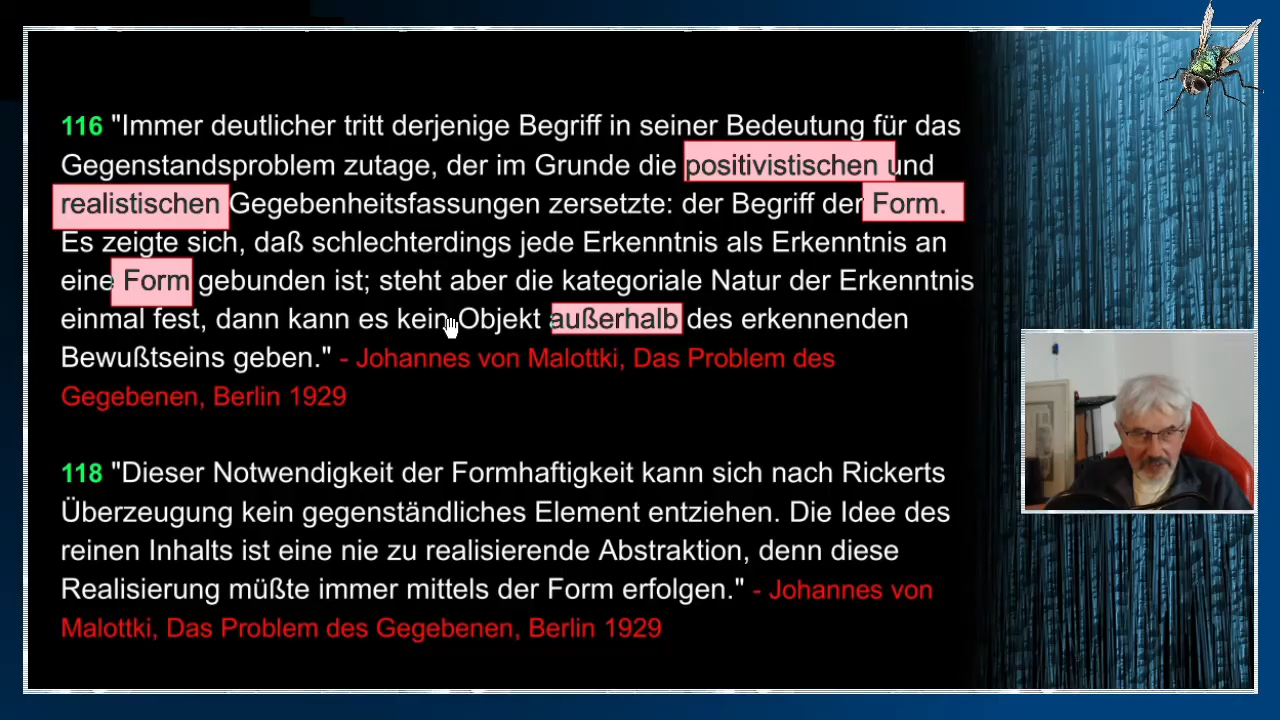 116 "Immer deutlicher tritt derjenige Begriff in seiner Bedeutung für das
Gegenstandsproblem zutage, der im Grunde die positivistischen und
realistischen Gegebenheitsfassungen zersetzte: der Begriff der Form.
Es zeigte sich, daß schlechterdings jede Erkenntnis als Erkenntnis an
eine Form gebunden ist; steht aber die kategoriale Natur der Erkenntnis
einmal fest, dann kann es kein Objekt außerhalb des erkennenden
Bewußtseins geben." - Johannes von Malottki, Das Problem des
Gegebenen, Berlin 1929
118 "Dieser Notwendigkeit der Formhaftigkeit kann sich nach Rickerts
Überzeugung kein gegenständliches Element entziehen. Die Idee des
reinen Inhalts ist eine nie zu realisierende Abstraktion, denn diese
Realisierung müßte immer mittels der Form erfolgen." - Johannes von
Malottki, Das Problem des Gegebenen, Berlin 1929